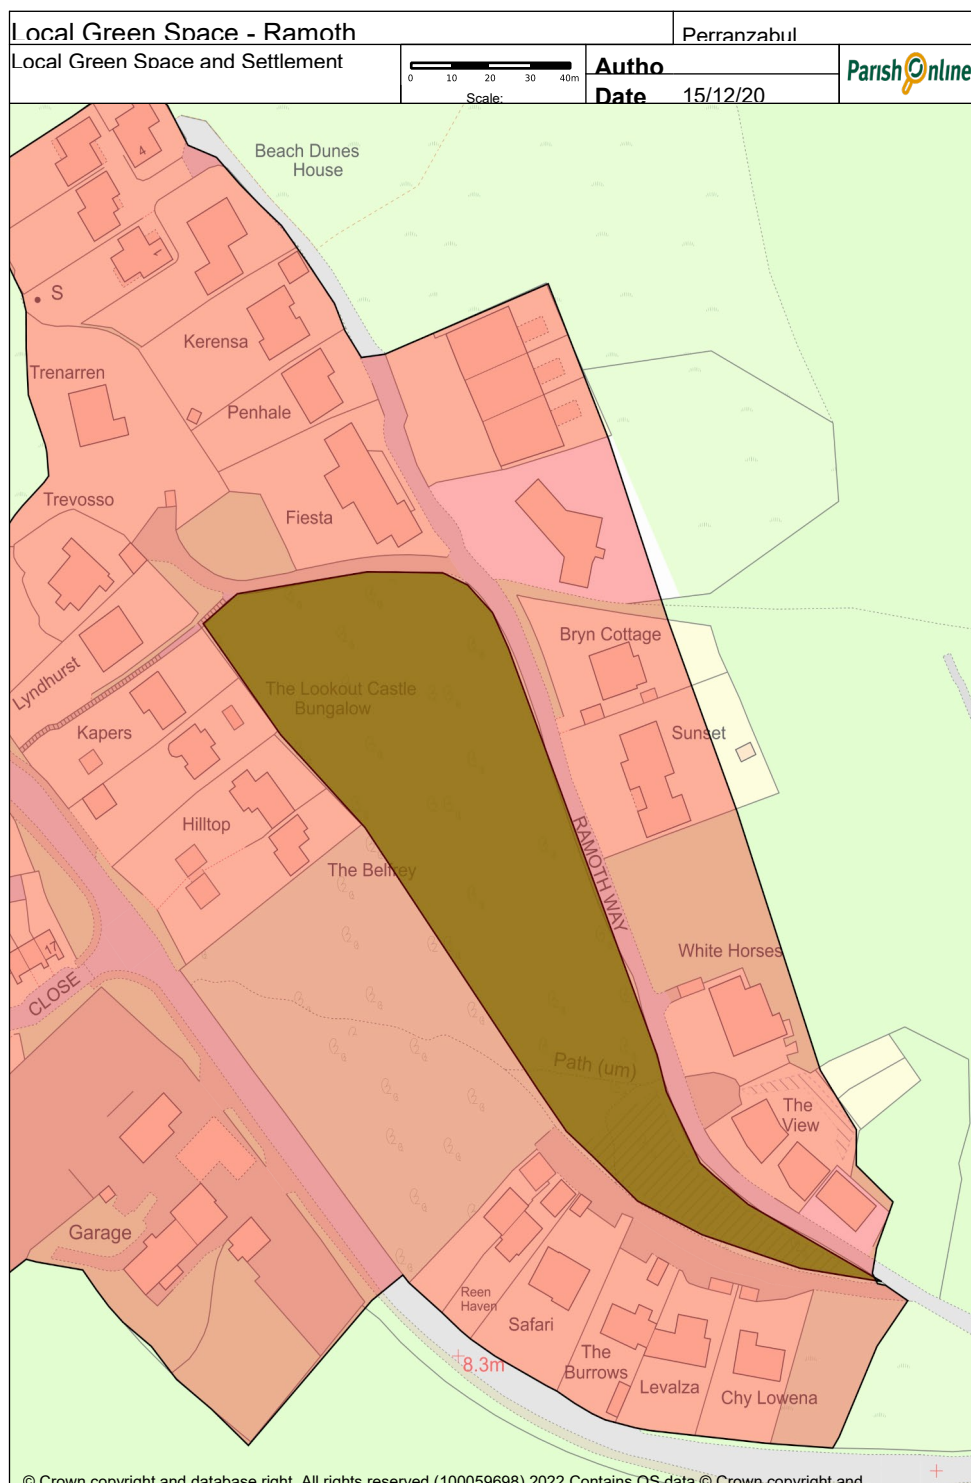 Local Green Space - Ramoth
Perranzabul
Local Green Space and Settlement
0 10 20 30 40m
Scale:
Autho
Date 15/12/20
Parish Online
Beach Dunes
House
4
1
S
Kerensa
Trenarren
Penhale
Trevosso
Fiesta
Bryn Cottage
Lyndhurst
The Lookout Castle
Bungalow
Kapers
Sunset
Hilltop
RAMOTH WAY
The Belfrey
17
White Horses
CLOSE
Path (um)
The
View
Garage
Reen
Haven
Safari
The
Burrows
8.3m
Levalza
Chy Lowena
© Crown copyright and database right. All rights reserved (100059698) 2022 Contains OS data © Crown copyright and